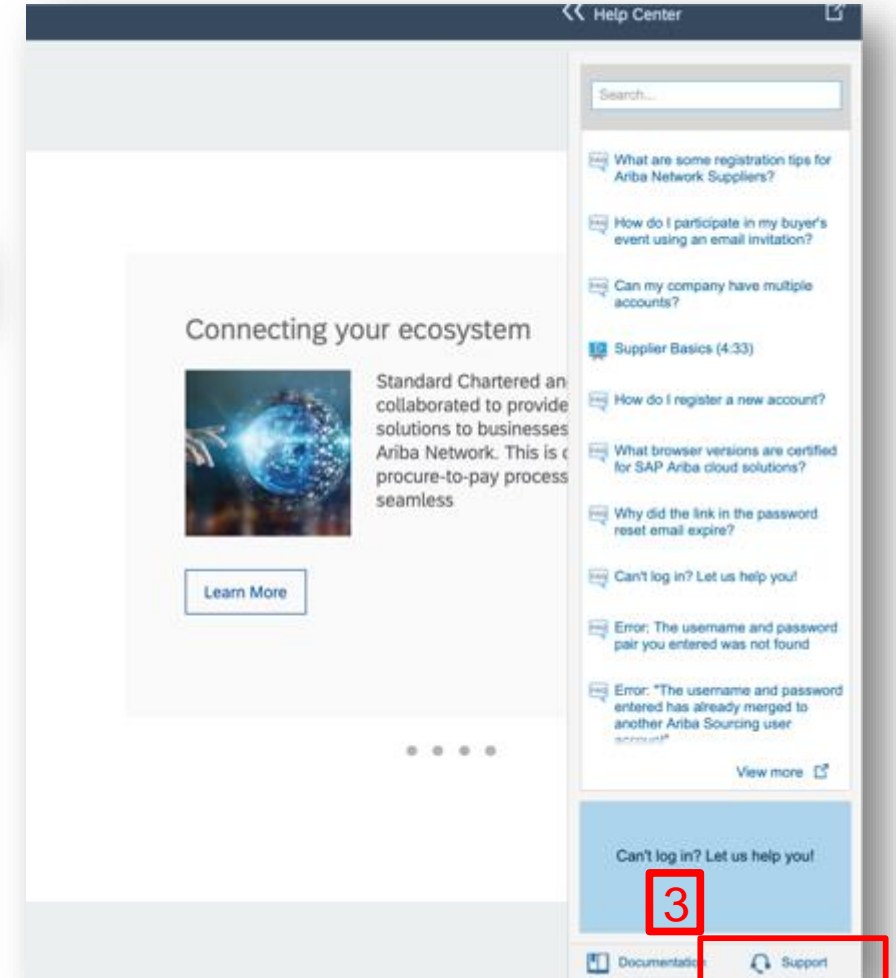 Help Center
Search...
What are some registration tips for
Ariba Network Suppliers?
How do I participate in my buyer's
event using an email invitation?
Can my company have multiple
accounts?
Supplier Basics (4:33)
How do I register a new account?
What browser versions are certified
for SAP Ariba cloud solutions?
Why did the link in the password
reset email expire?
Can't log in? Let us help you!
Error: The username and password
pair you entered was not found
Error: "The username and password
entered has already merged to
another Ariba Sourcing user
account"
View more
Connecting your ecosystem
Standard Chartered an
collaborated to provide
solutions to businesses
Ariba Network. This is
procure-to-pay process
seamless
Learn More
Can't log in? Let us help you!
3
Documentation
Support